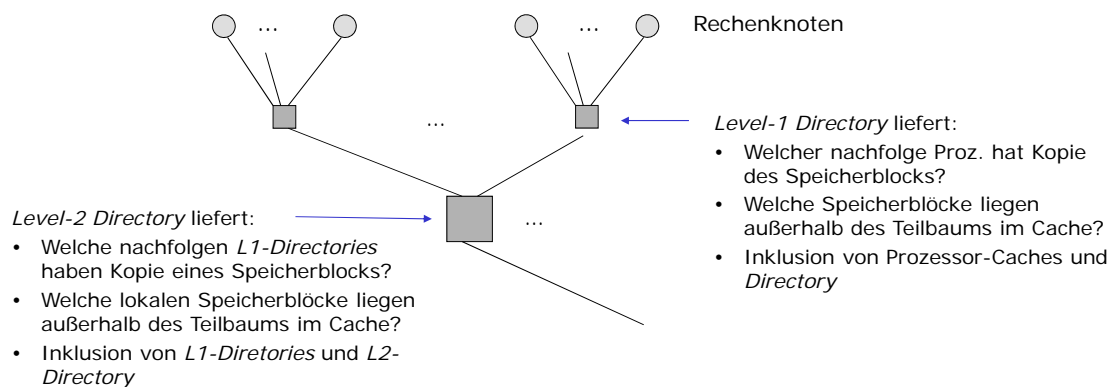 ... ... Rechenknoten
...
Level-1 Directory liefert:
• Welcher nachfolge Proz. hat Kopie
des Speicherblocks?
• Welche Speicherblöcke liegen
außerhalb des Teilbaums im Cache?
• Inklusion von Prozessor-Caches und
Directory
...
Level-2 Directory liefert:
• Welche nachfolgen L1-Directories
haben Kopie eines Speicherblocks?
• Welche lokalen Speicherblöcke liegen
außerhalb des Teilbaums im Cache?
• Inklusion von L1-Diretories und L2-
Directory